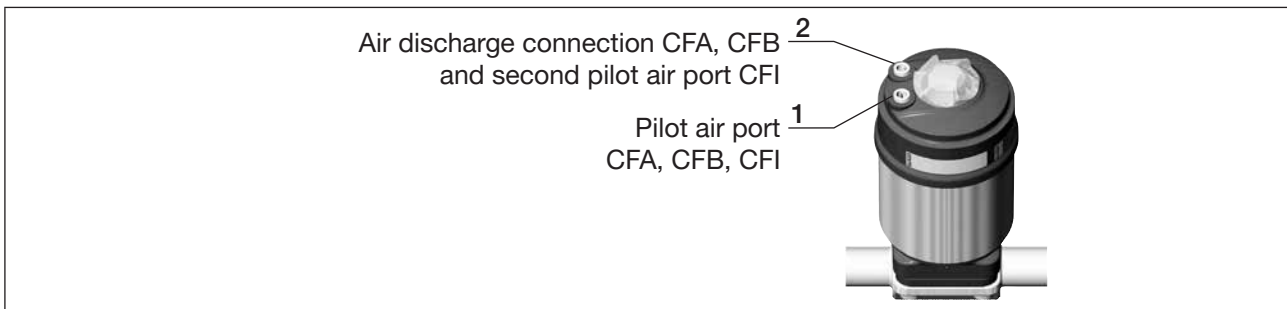 Air discharge connection CFA, CFB 2
and second pilot air port CFI
Pilot air port 1
CFA, CFB, CFI